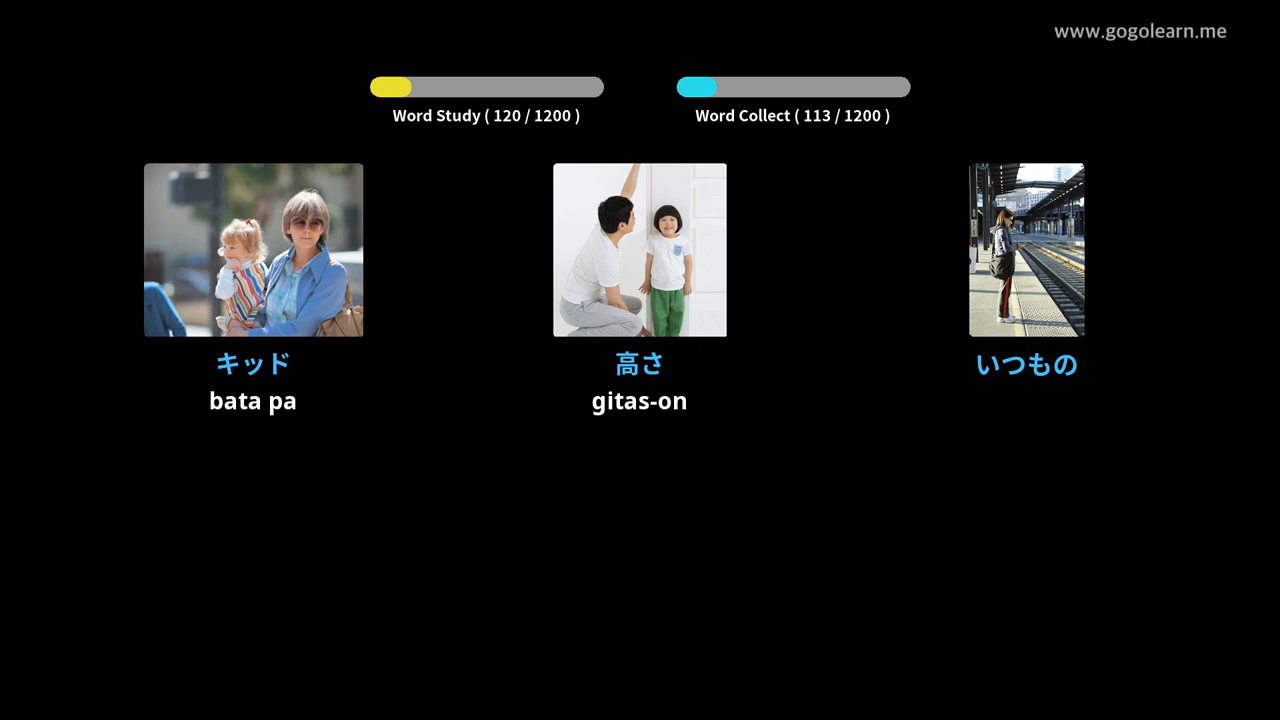 www.gogolearn.me
Word Study ( 120 / 1200 )
Word Collect ( 113 / 1200 )
キッド
高さ
いつもの
bata pa
gitas-on